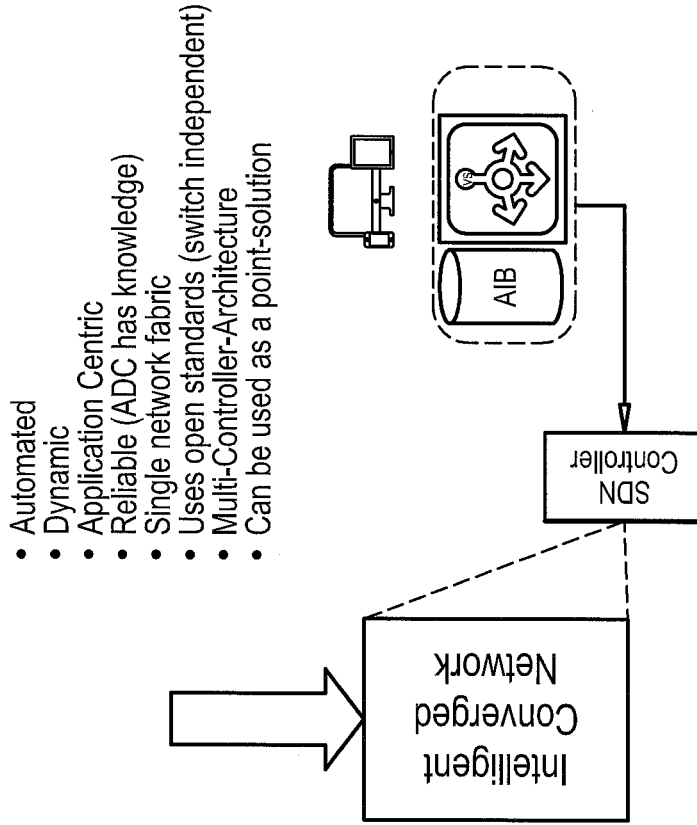 • Automated
• Dynamic
• Application Centric
• Reliable (ADC has knowledge)
• Single network fabric
• Uses open standards (switch independent)
• Multi-Controller-Architecture
• Can be used as a point-solution
Intelligent
Converged
Network
SDN
Controller
AIB
VS